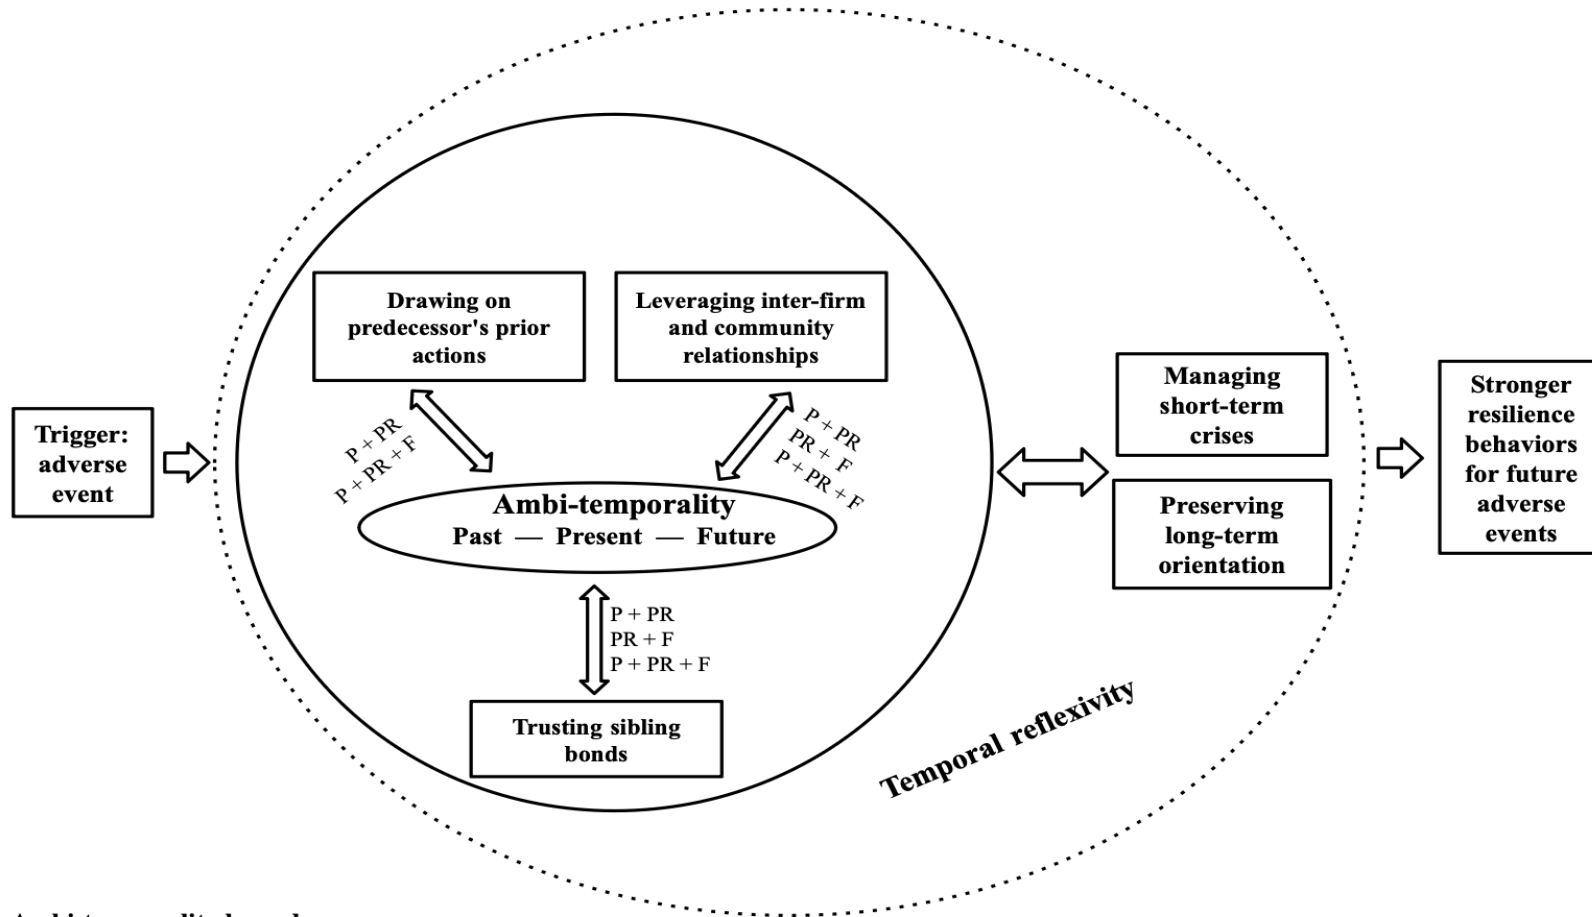 Trigger:
adverse
event
Drawing on
predecessor's prior
actions
Leveraging inter-firm
and community
relationships
P + PR
P + PR + F
P + PR
PR + F
P + PR + F
Ambi-temporality
Past — Present — Future
P + PR
PR + F
P + PR + F
Trusting sibling
bonds
Temporal reflexivity
Managing
short-term
crises
Preserving
long-term
orientation
Stronger
resilience
behaviors
for future
adverse
events